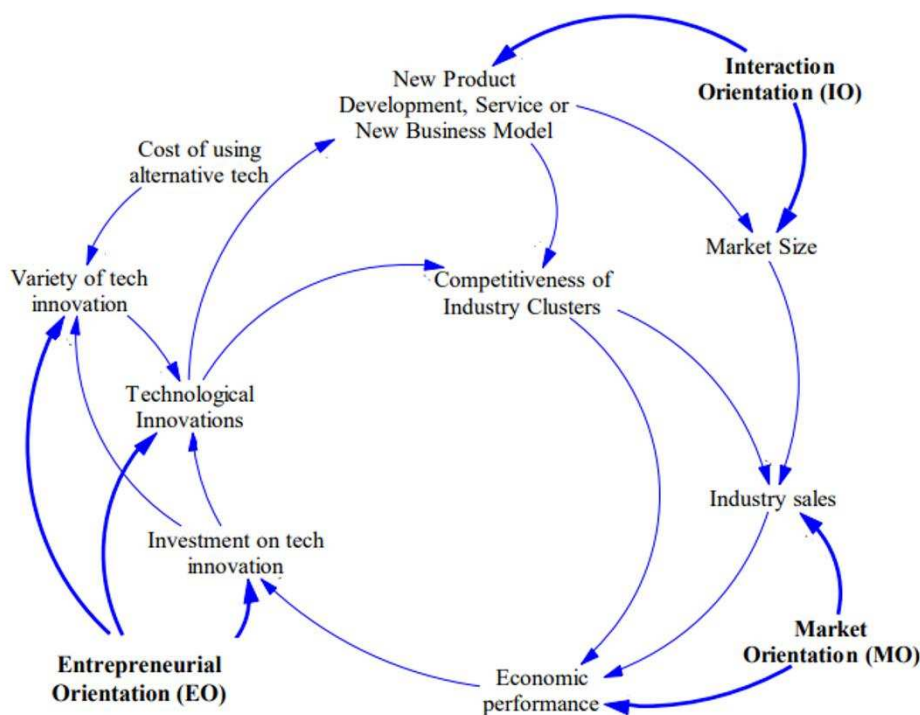 New Product
Development, Service or
New Business Model
Interaction
Orientation (IO)
Cost of using
alternative tech
Market Size
Variety of tech
innovation
Competitiveness of
Industry Clusters
Technological
Innovations
Industry sales
Investment on tech
innovation
Market
Orientation (MO)
Entrepreneurial
Orientation (EO)
Economic
performance